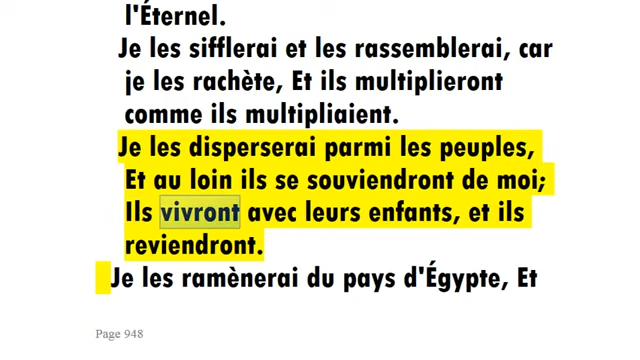 l'Éternel.
Je les sifflerai et les rassemblerai, car
je les rachète, Et ils multiplieront
comme ils multipliaient.
Je les disperserai parmi les peuples,
Et au loin ils se souviendront de moi;
Ils vivront avec leurs enfants, et ils
reviendront.
Je les ramènerai du pays d'Égypte, Et
Page 948